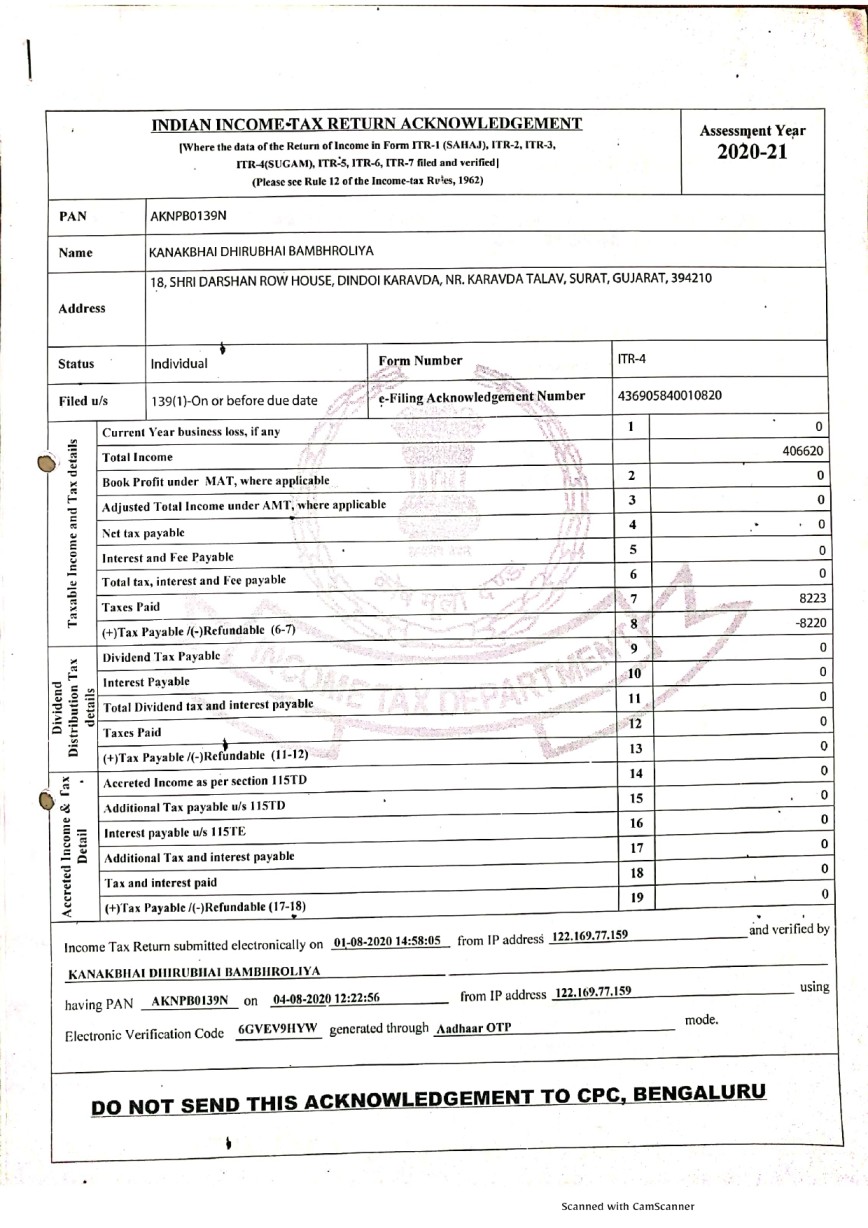 INDIAN INCOME-TAX RETURN ACKNOWLEDGEMENT
[Where the data of the Return of Income in Form ITR-1 (SAHAJ), ITR-2, ITR-3,
ITR-4(SUGAM), ITR-5, ITR-6, ITR-7 filed and verified]
(Please see Rule 12 of the Income-tax Rules, 1962)
Assessment Year
2020-21
PAN AKNPB0139N
Name KANAKBHAI DHIRUBHAI BAMBHROLIYA
Address 18, SHRI DARSHAN ROW HOUSE, DINDOI KARAVDA, NR. KARAVDA TALAV, SURAT, GUJARAT, 394210
Status Individual Form Number ITR-4
Filed u/s 139(1)-On or before due date e-Filing Acknowledgement Number 436905840010820
Taxable Income and Tax details
Current Year business loss, if any 1 0
Total Income 406620
Book Profit under MAT, where applicable 2 0
Adjusted Total Income under AMT, where applicable 3 0
Net tax payable 4 0
Interest and Fee Payable 5 0
Total tax, interest and Fee payable 6 0
Taxes Paid 7 8223
(+)Tax Payable /(-)Refundable (6-7) 8 -8220
Dividend Distribution Tax details
Dividend Tax Payable 9 0
Interest Payable 10 0
Total Dividend tax and interest payable 11 0
Taxes Paid 12 0
(+)Tax Payable /(-)Refundable (11-12) 13 0
Accreted Income & Tax Detail
Accreted Income as per section 115TD 14 0
Additional Tax payable u/s 115TD 15 0
Interest payable u/s 115TE 16 0
Additional Tax and interest payable 17 0
Tax and interest paid 18 0
(+)Tax Payable /(-)Refundable (17-18) 19 0
INCOME TAX DEPARTMENT
Income Tax Return submitted electronically on 01-08-2020 14:58:05 from IP address 122.169.77.159 and verified by
KANAKBHAI DHIRUBHAI BAMBHROLIYA
having PAN AKNPB0139N on 04-08-2020 12:22:56 from IP address 122.169.77.159 using
Electronic Verification Code 6GVEV9HYW generated through Aadhaar OTP mode.
DO NOT SEND THIS ACKNOWLEDGEMENT TO CPC, BENGALURU
Scanned with CamScanner